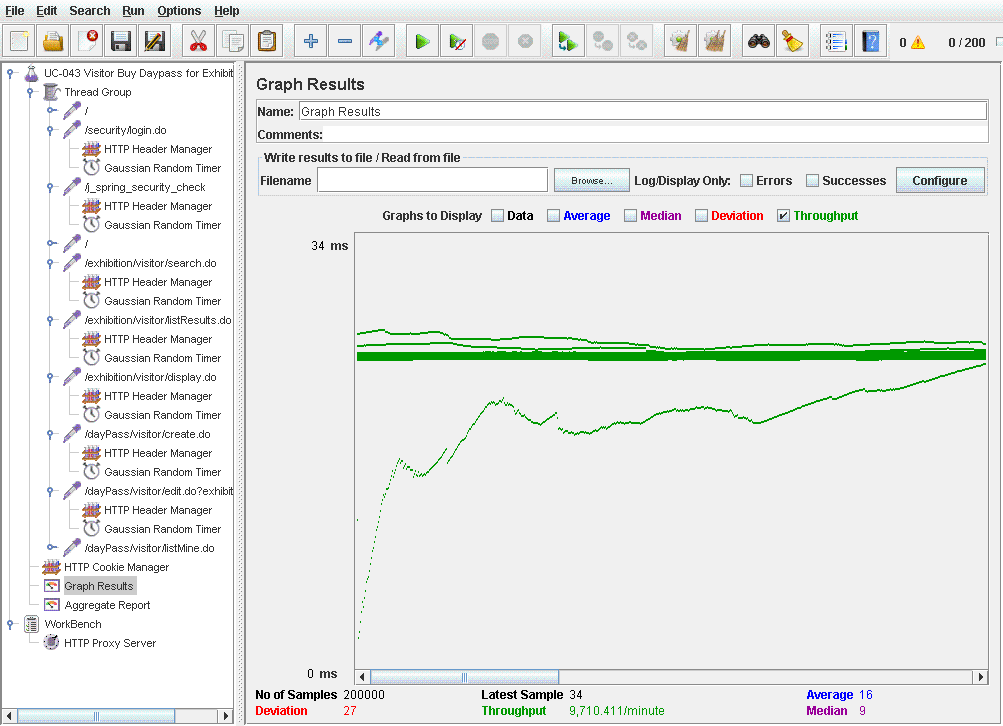 File Edit Search Run Options Help
0 0 / 200
UC-043 Visitor Buy Daypass for Exhibit
Thread Group
/
/security/login.do
HTTP Header Manager
Gaussian Random Timer
/j_spring_security_check
HTTP Header Manager
Gaussian Random Timer
/
/exhibition/visitor/search.do
HTTP Header Manager
Gaussian Random Timer
/exhibition/visitor/listResults.do
HTTP Header Manager
Gaussian Random Timer
/exhibition/visitor/display.do
HTTP Header Manager
Gaussian Random Timer
/dayPass/visitor/create.do
HTTP Header Manager
Gaussian Random Timer
/dayPass/visitor/edit.do?exhibit
HTTP Header Manager
Gaussian Random Timer
/dayPass/visitor/listMine.do
HTTP Cookie Manager
Graph Results
Aggregate Report
WorkBench
HTTP Proxy Server
Graph Results
Name: Graph Results
Comments:
Write results to file / Read from file
Filename Browse... Log/Display Only: Errors Successes Configure
Graphs to Display Data Average Median Deviation Throughput
34 ms
0 ms
No of Samples 200000 Latest Sample 34 Average 16
Deviation 27 Throughput 9,710.411/minute Median 9